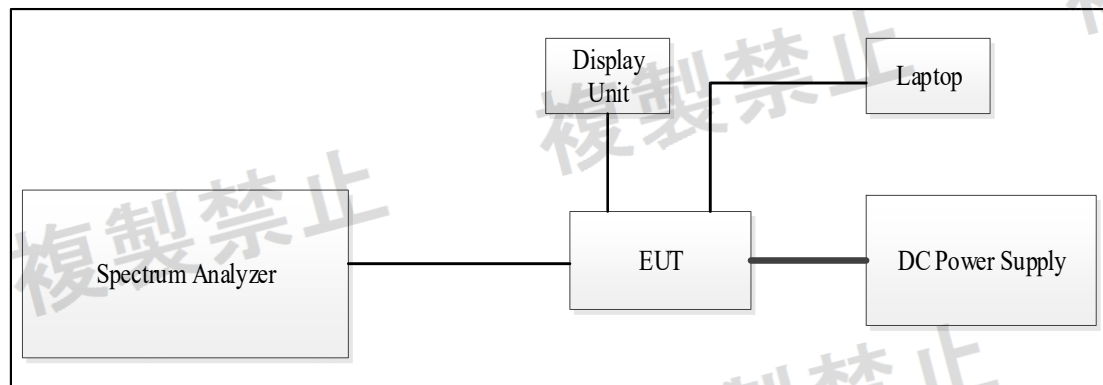 Display
Unit
Laptop
複製禁止
複製禁止
Spectrum Analyzer
EUT
DC Power Supply
複製禁止